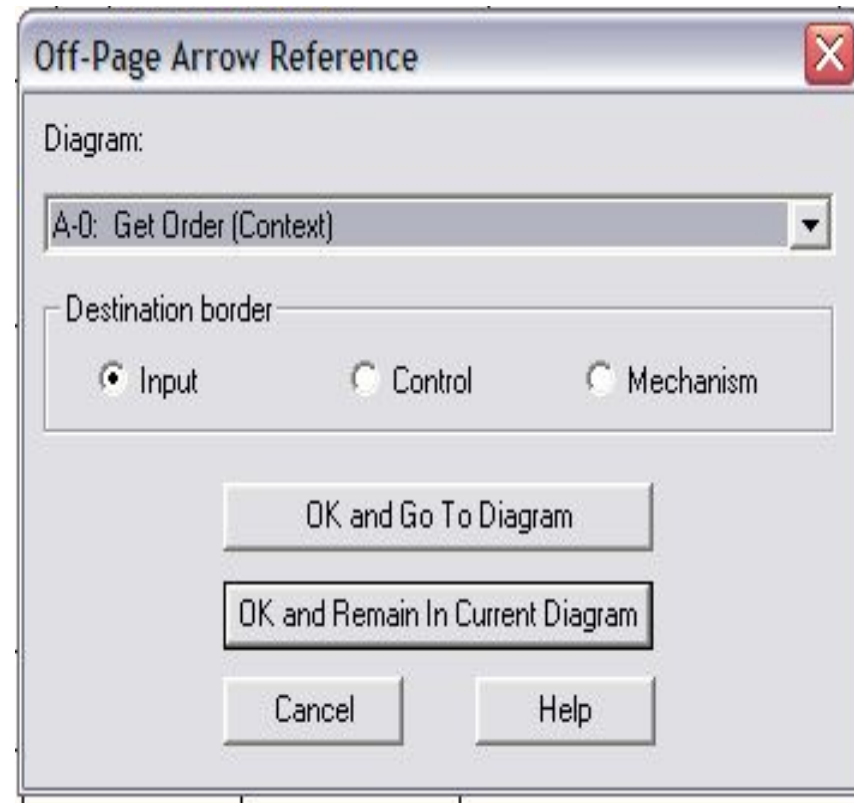 Off-Page Arrow Reference
Diagram:
A-0: Get Order (Context)
Destination border
Input Control Mechanism
OK and Go To Diagram
OK and Remain In Current Diagram
Cancel Help